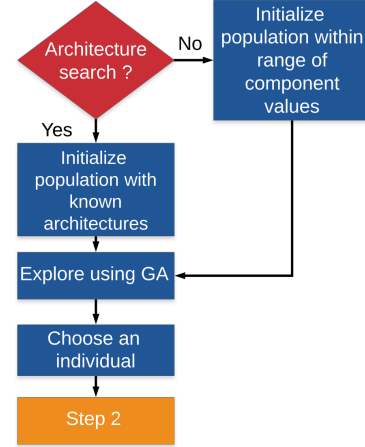 Architecture
search ?
No
Initialize
population within
range of
component
values
Yes
Initialize
population with
known
architectures
Explore using GA
Choose an
individual
Step 2